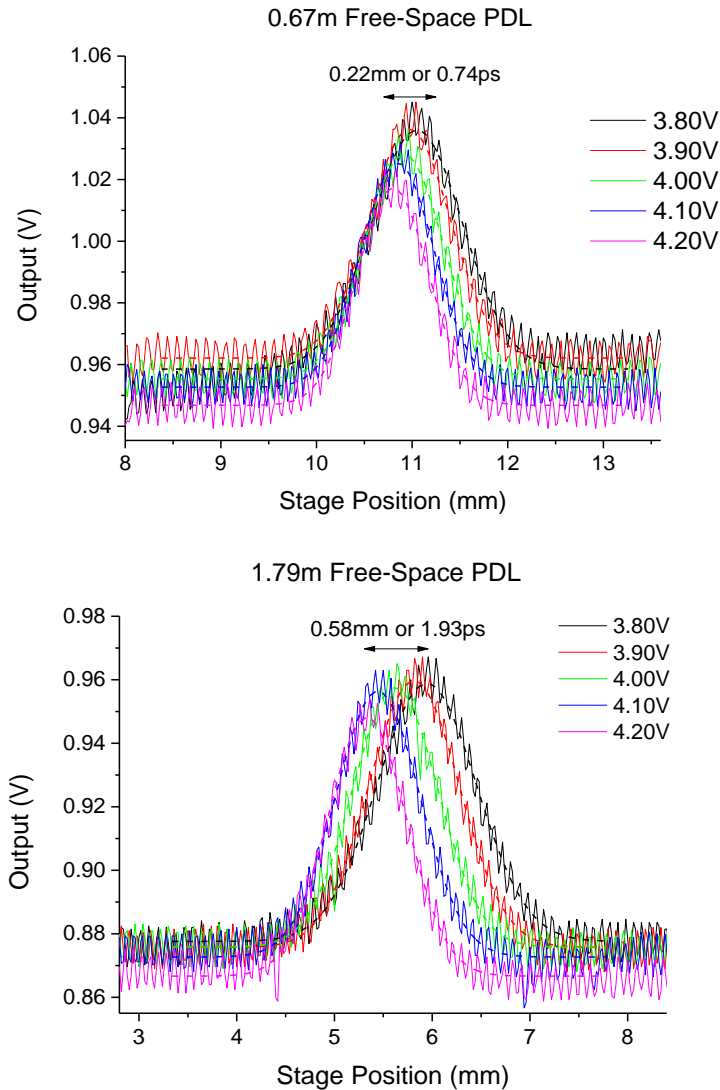 0.67m Free-Space PDL
1.06
1.04
1.02
1.00
0.98
0.96
0.94
Output (V)
0.22mm or 0.74ps
3.80V
3.90V
4.00V
4.10V
4.20V
8 9 10 11 12 13
Stage Position (mm)
1.79m Free-Space PDL
0.98
0.96
0.94
0.92
0.90
0.88
0.86
Output (V)
0.58mm or 1.93ps
3.80V
3.90V
4.00V
4.10V
4.20V
3 4 5 6 7 8
Stage Position (mm)